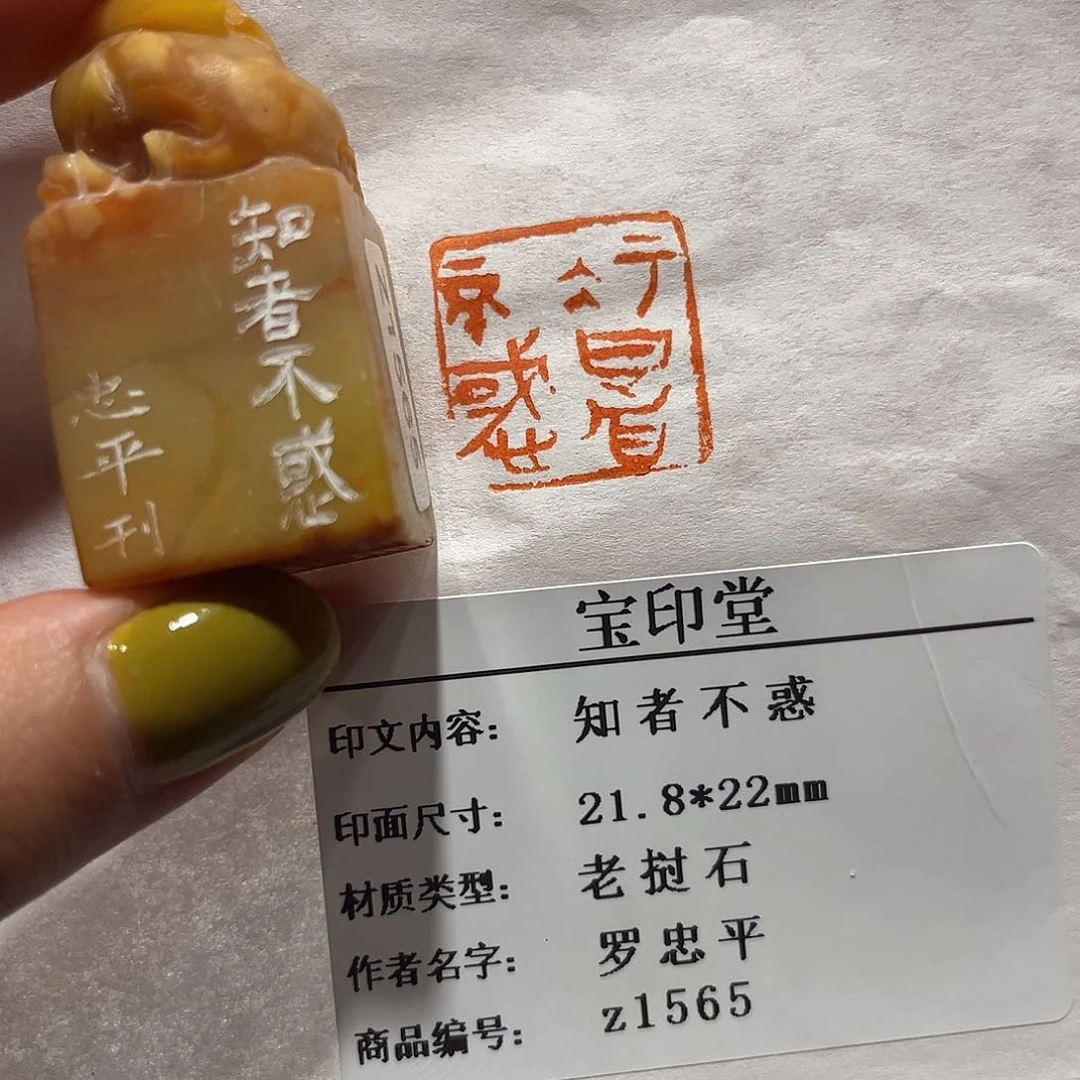 知者不惑
忠平刊
宝印堂
印文内容: 知者不惑
印面尺寸: 21.8*22mm
材质类型: 老挝石
作者名字: 罗忠平
商品编号: z1565